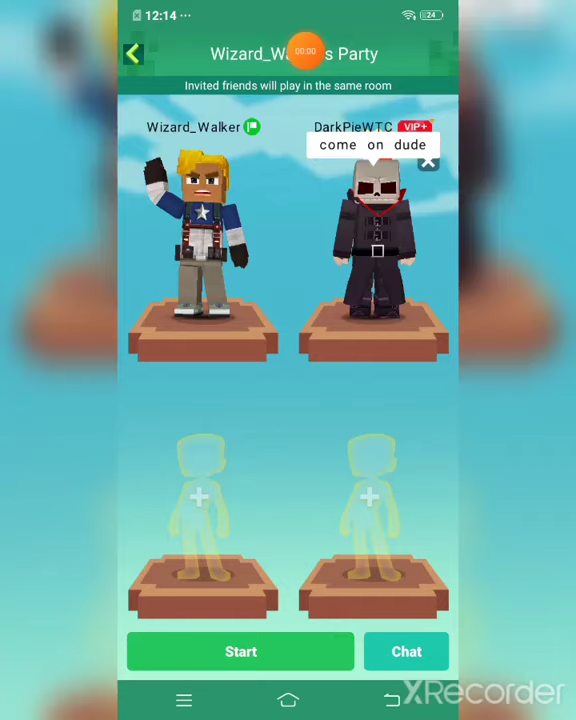 12:14 ...
24
Wizard_Wa s Party
00:00
Invited friends will play in the same room
Wizard_Walker
DarkPieWTC VIP+
come on dude
Start
Chat
XRecorder